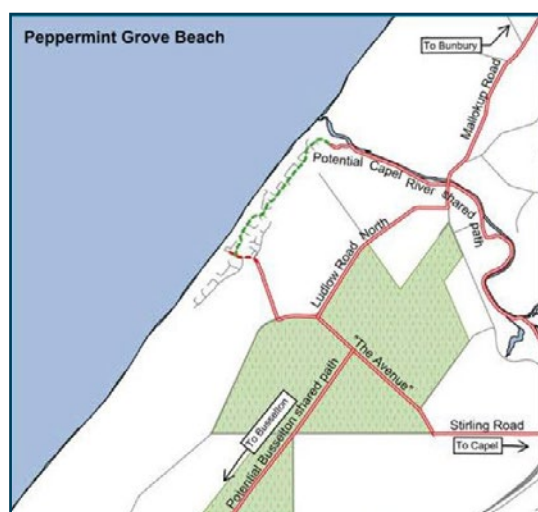 Peppermint Grove Beach
To Bunbury
Mallokup Road
Potential Capel River shared path
Ludlow Road North
"The Avenue"
Potential Busselton shared path
To Busselton
Stirling Road
To Capel